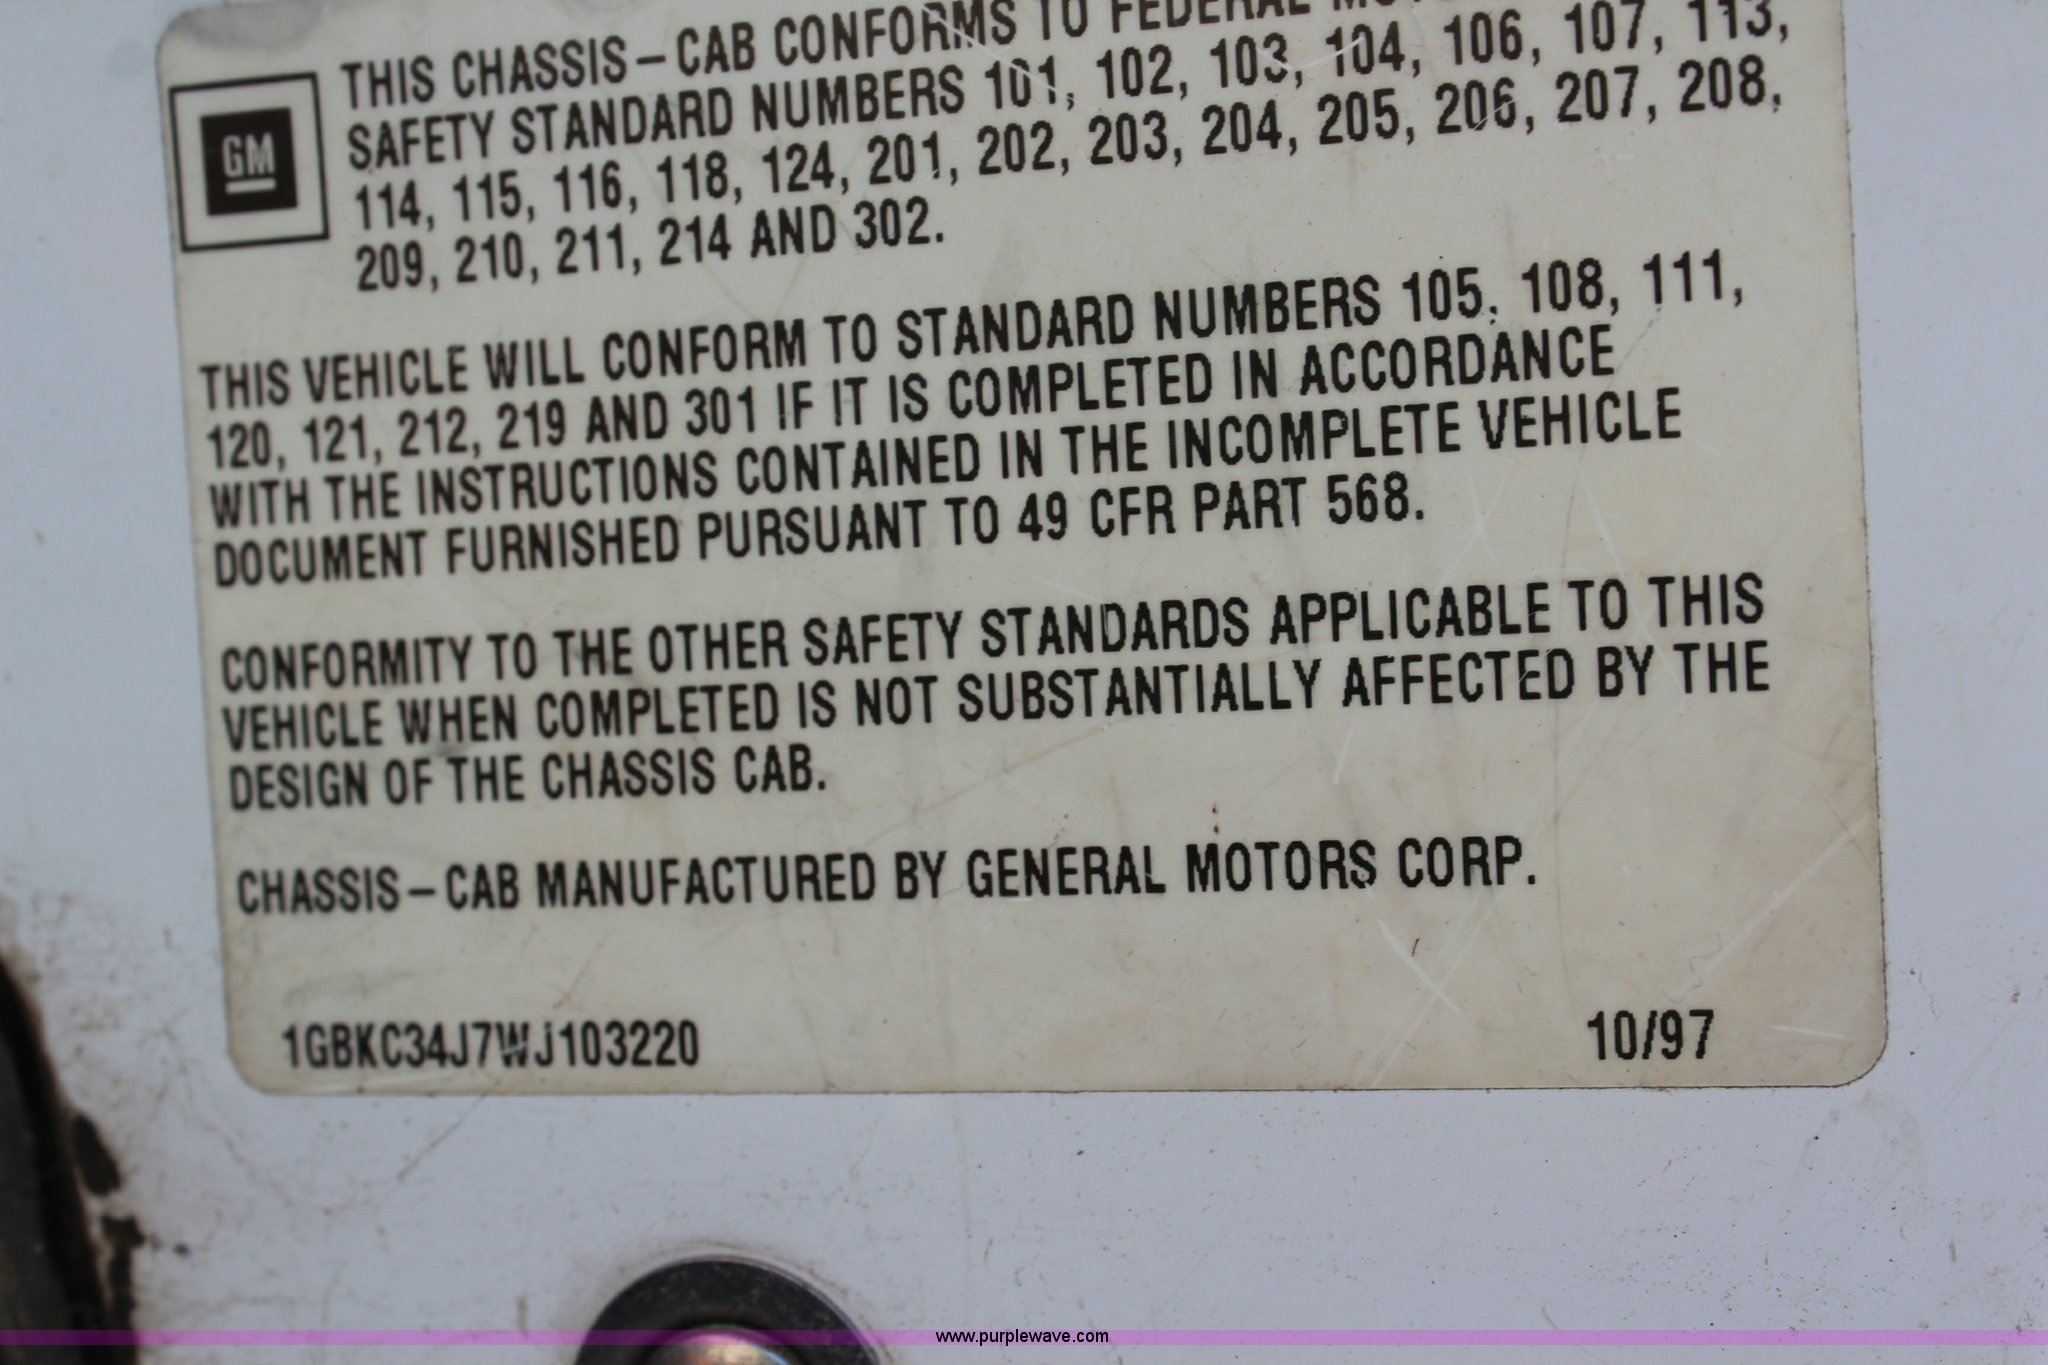 THIS CHASSIS-CAB CONFORMS TO FEDERAL
GM
SAFETY STANDARD NUMBERS 101, 102, 103, 104, 106, 107, 113,
114, 115, 116, 118, 124, 201, 202, 203, 204, 205, 206, 207, 208,
209, 210, 211, 214 AND 302.
THIS VEHICLE WILL CONFORM TO STANDARD NUMBERS 105, 108, 111,
120, 121, 212, 219 AND 301 IF IT IS COMPLETED IN ACCORDANCE
WITH THE INSTRUCTIONS CONTAINED IN THE INCOMPLETE VEHICLE
DOCUMENT FURNISHED PURSUANT TO 49 CFR PART 568.
CONFORMITY TO THE OTHER SAFETY STANDARDS APPLICABLE TO THIS
VEHICLE WHEN COMPLETED IS NOT SUBSTANTIALLY AFFECTED BY THE
DESIGN OF THE CHASSIS CAB.
CHASSIS-CAB MANUFACTURED BY GENERAL MOTORS CORP.
1GBKC34J7WJ103220 10/97
www.purplewave.com